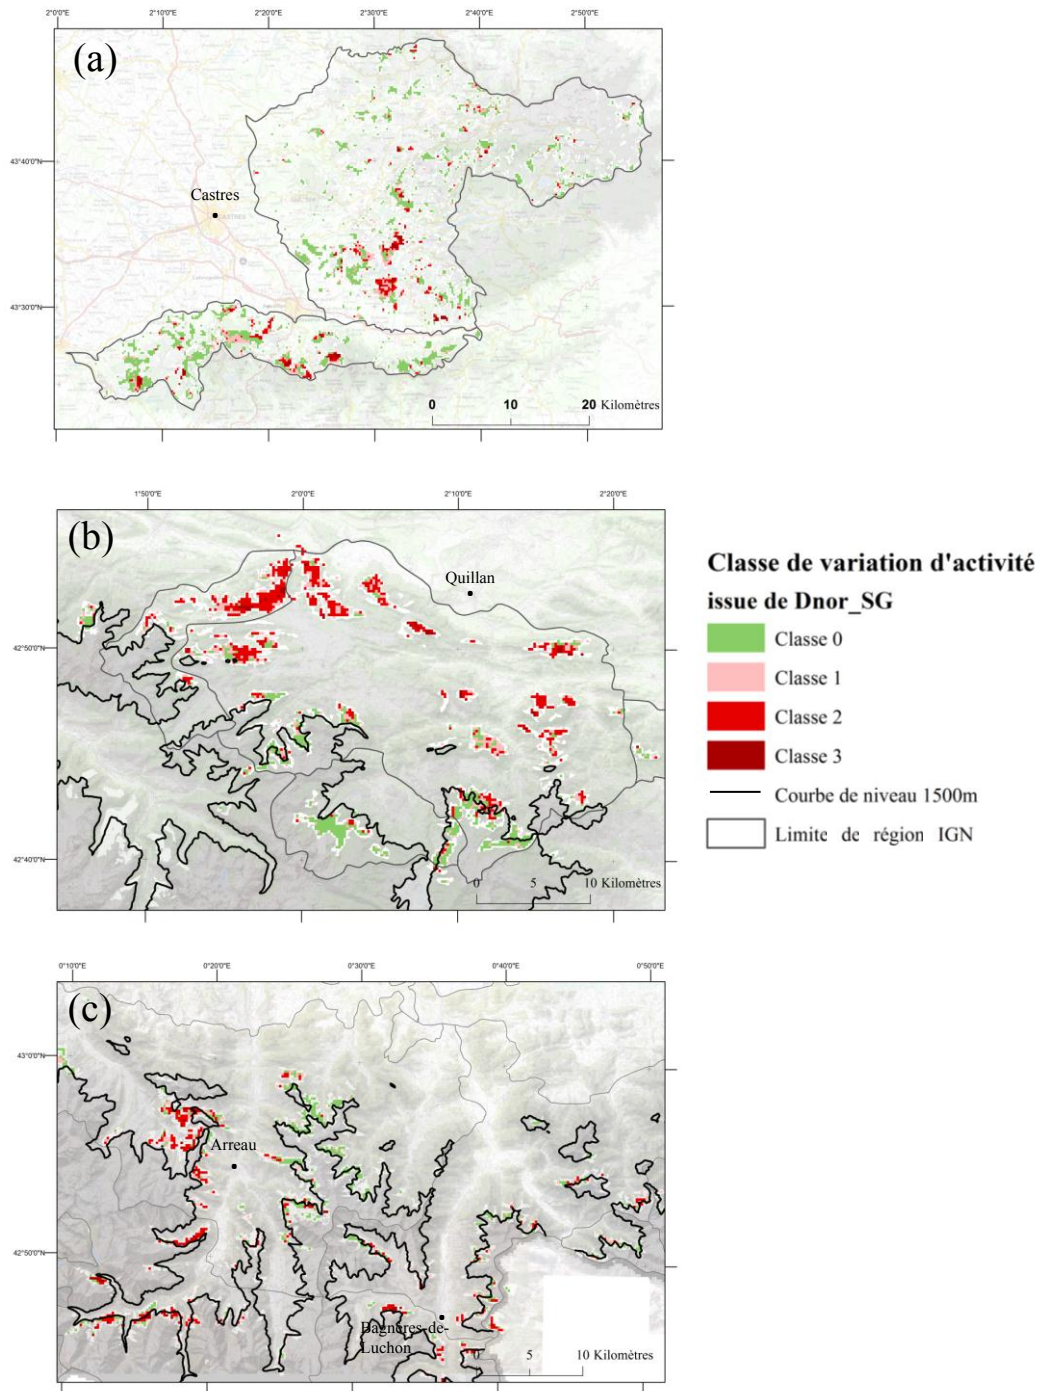 2°0'0"E 2°10'0"E 2°20'0"E 2°30'0"E 2°40'0"E 2°50'0"E
(a)
43°40'0"N
Castres
CASTRES
43°30'0"N
0 10 20 Kilomètres
1°50'0"E 2°0'0"E 2°10'0"E 2°20'0"E
(b)
Quillan
42°50'0"N
42°40'0"N
0 5 10 Kilomètres
Classe de variation d'activité
issue de Dnor_SG
Classe 0
Classe 1
Classe 2
Classe 3
Courbe de niveau 1500m
Limite de région IGN
0°10'0"E 0°20'0"E 0°30'0"E 0°40'0"E 0°50'0"E
(c)
43°0'0"N
Arreau
42°50'0"N
Bagnères-de-
Luchon
0 5 10 Kilomètres